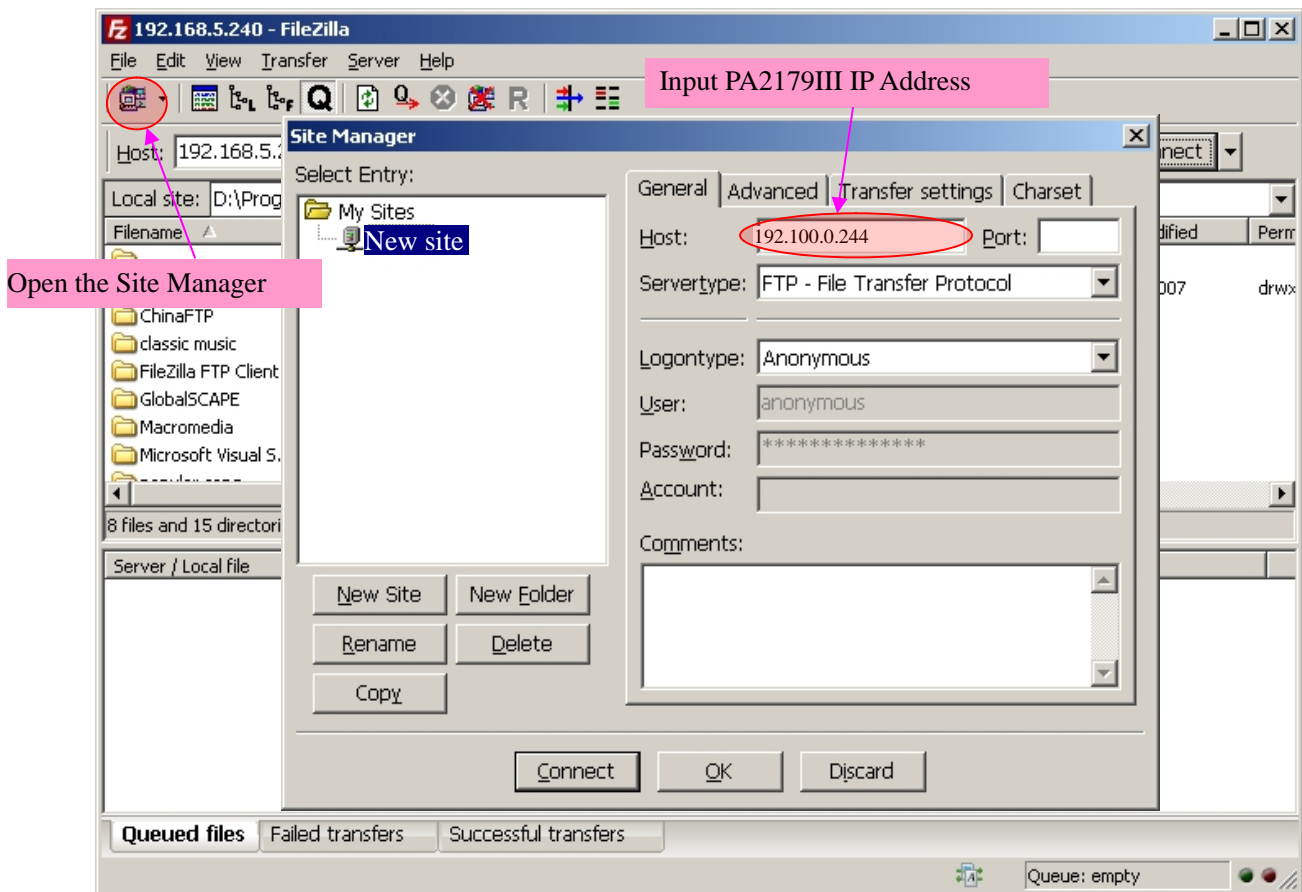 192.168.5.240 - FileZilla
File Edit View Transfer Server Help
Input PA2179III IP Address
Host: 192.168.5.
Site Manager
nnect
Select Entry:
My Sites
New site
General Advanced Transfer settings Charset
Host: 192.100.0.244 Port:
Servertype: FTP - File Transfer Protocol
Logontype: Anonymous
User: anonymous
Password: **************
Account:
Comments:
New Site New Folder
Rename Delete
Copy
Connect OK Discard
Local site: D:\Prog
Filename
dified Perm
Open the Site Manager
007 drwx
ChinaFTP
classic music
FileZilla FTP Client
GlobalSCAPE
Macromedia
Microsoft Visual S.
8 files and 15 directori
Server / Local file
Queued files Failed transfers Successful transfers
Queue: empty